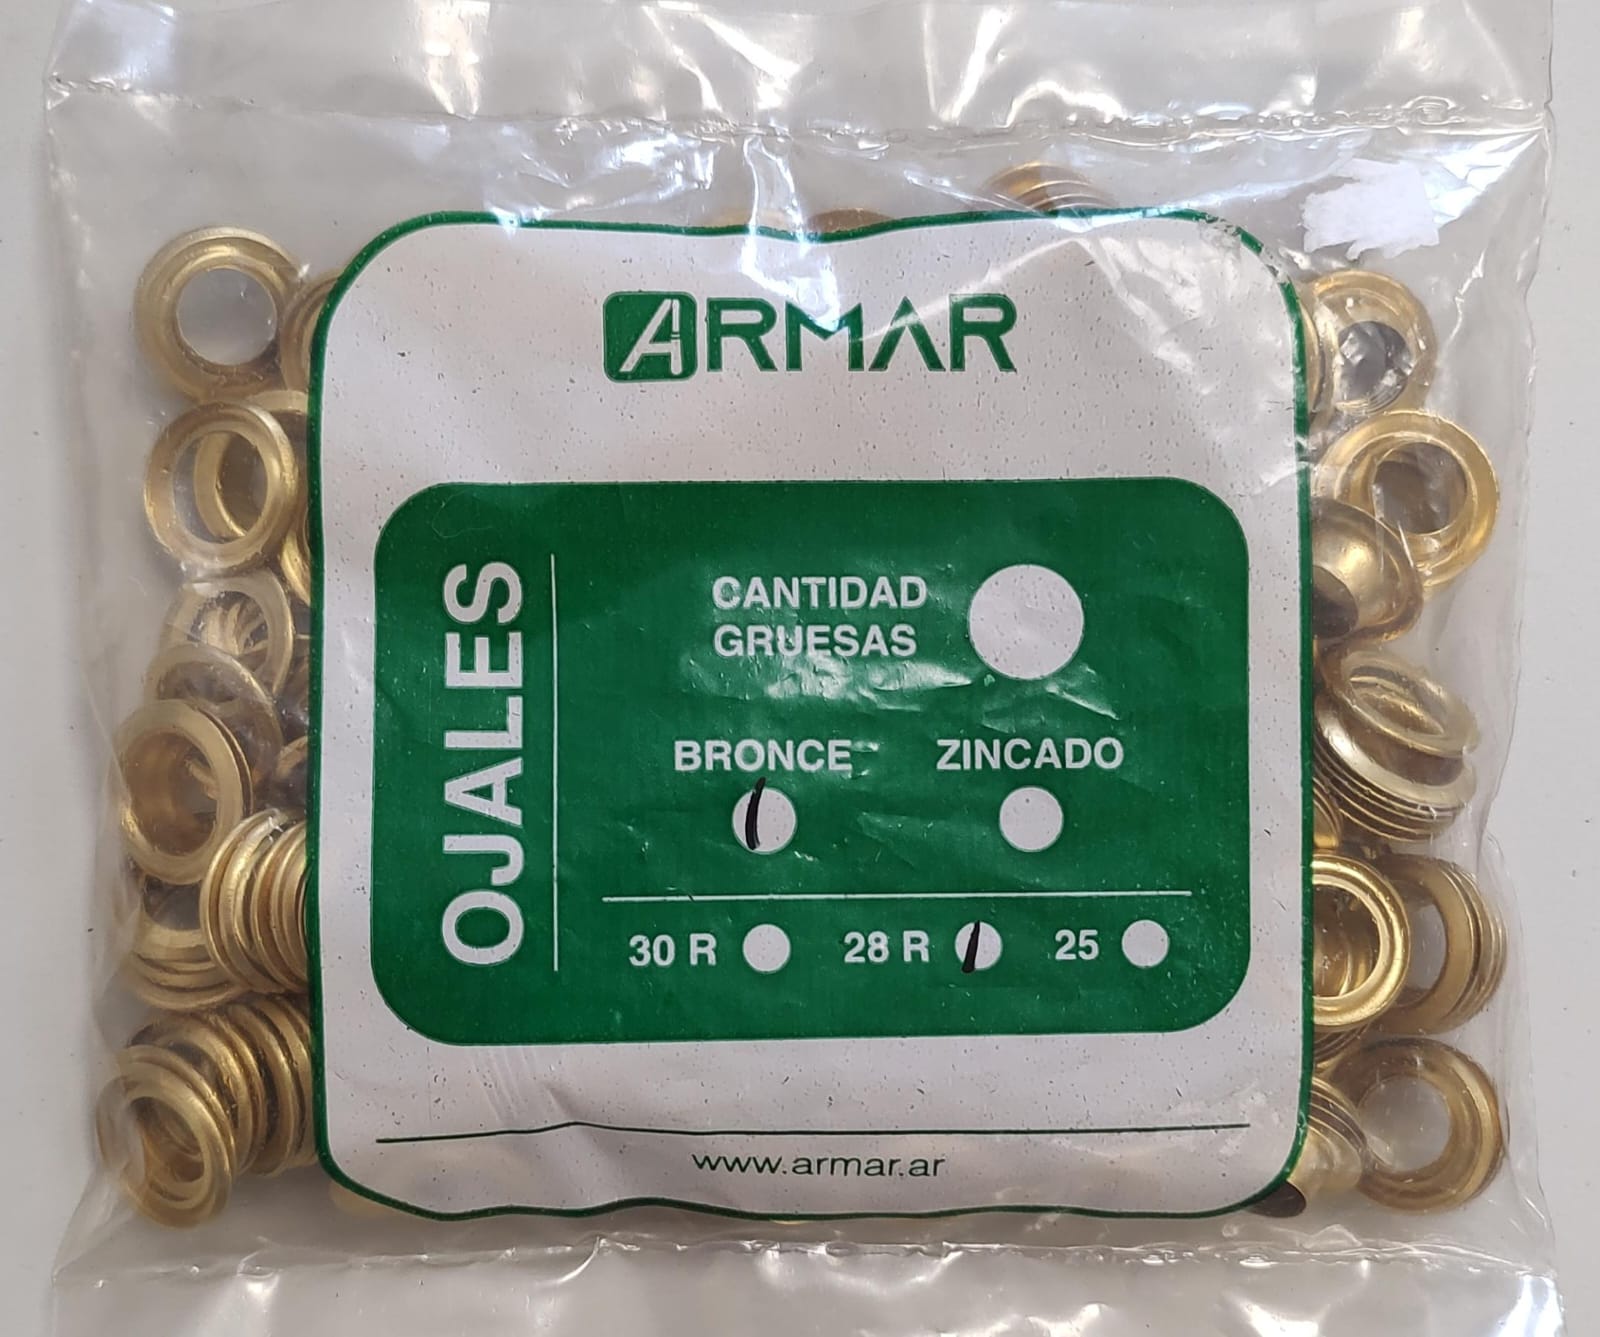 ARMAR
OJALES
CANTIDAD
GRUESAS
BRONCE ZINCADO
30 R 28 R 25
www.armar.ar